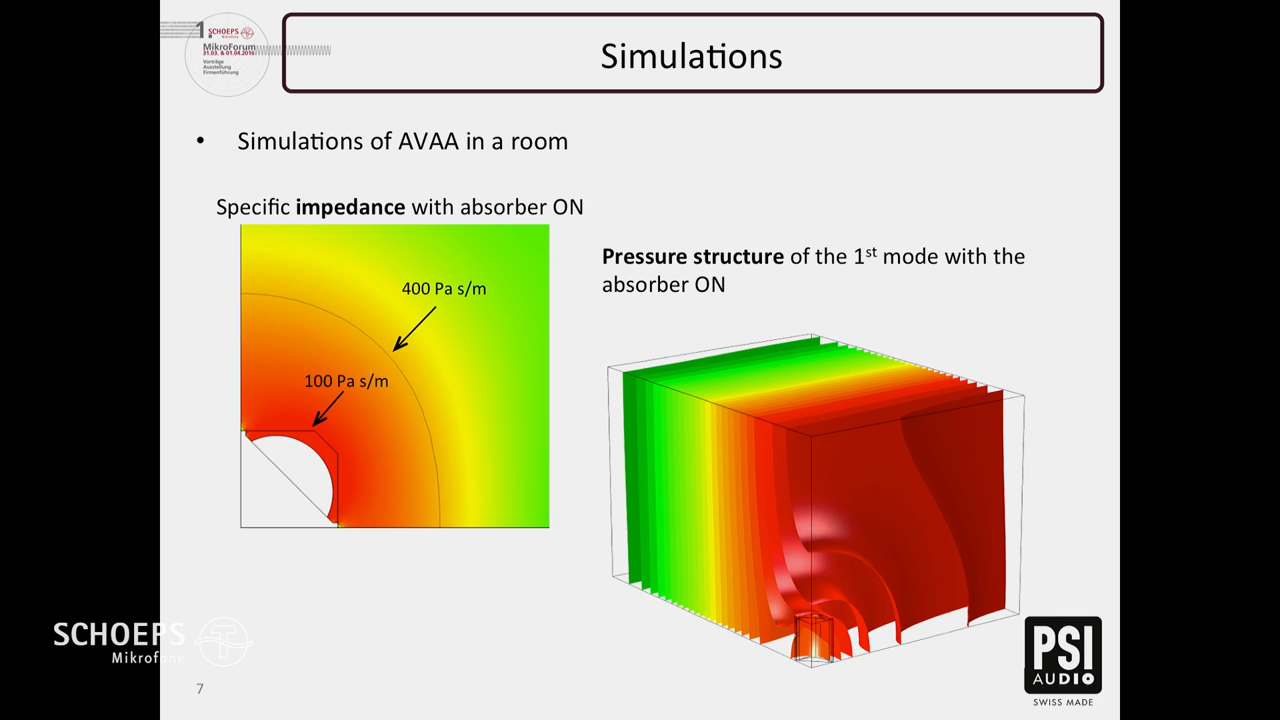 1.
SCHOEPS
Mikrofone
MikroForum
31.03. & 01.04.2016
Vorträge
Ausstellung
Firmenführung
Simulations
• Simulations of AVAA in a room
Specific impedance with absorber ON
400 Pa s/m
100 Pa s/m
Pressure structure of the 1st mode with the
absorber ON
SCHOEPS
Mikrofone
7
PSI
AUDIO
SWISS MADE